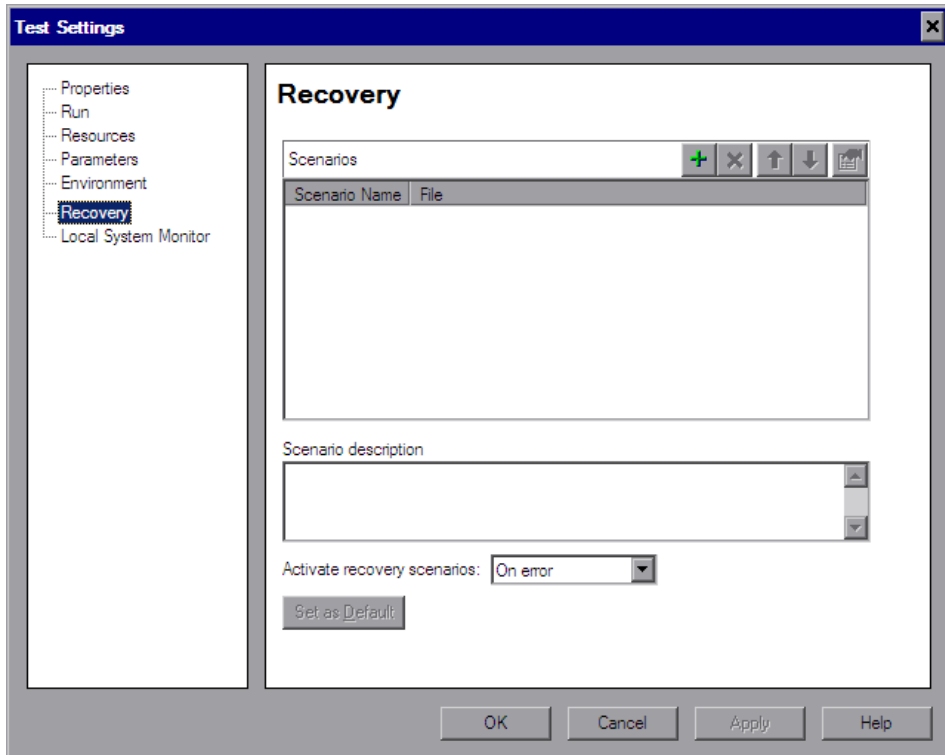 Test Settings
Properties
Run
Resources
Parameters
Environment
Recovery
Local System Monitor
Recovery
Scenarios
Scenario Name File
Scenario description
Activate recovery scenarios: On error
Set as Default
OK Cancel Apply Help